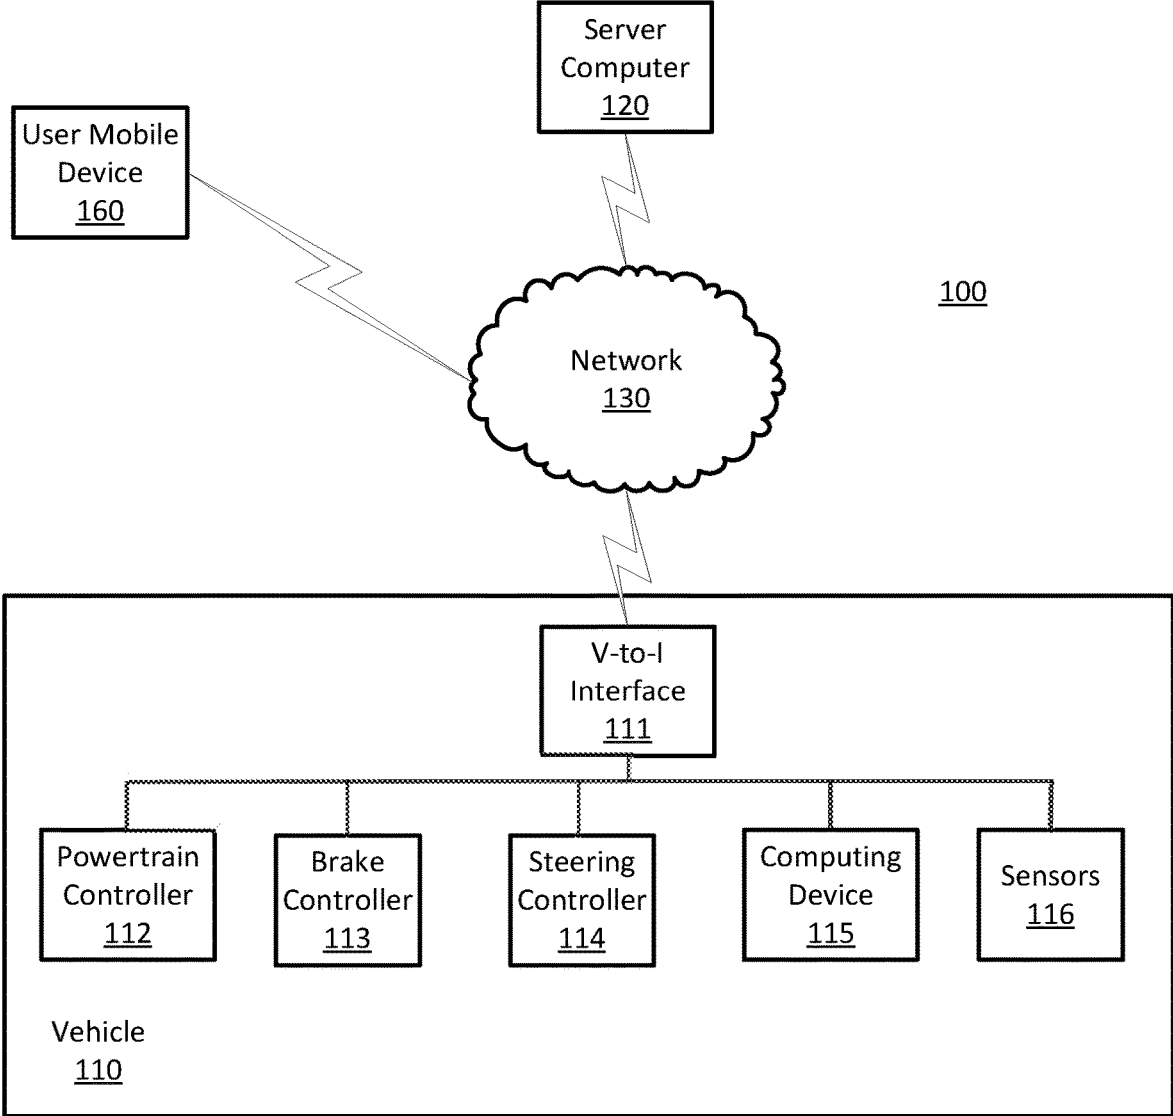 Server
Computer
120
User Mobile
Device
160
100
Network
130
V-to-I
Interface
111
Powertrain
Controller
112
Brake
Controller
113
Steering
Controller
114
Computing
Device
115
Sensors
116
Vehicle
110